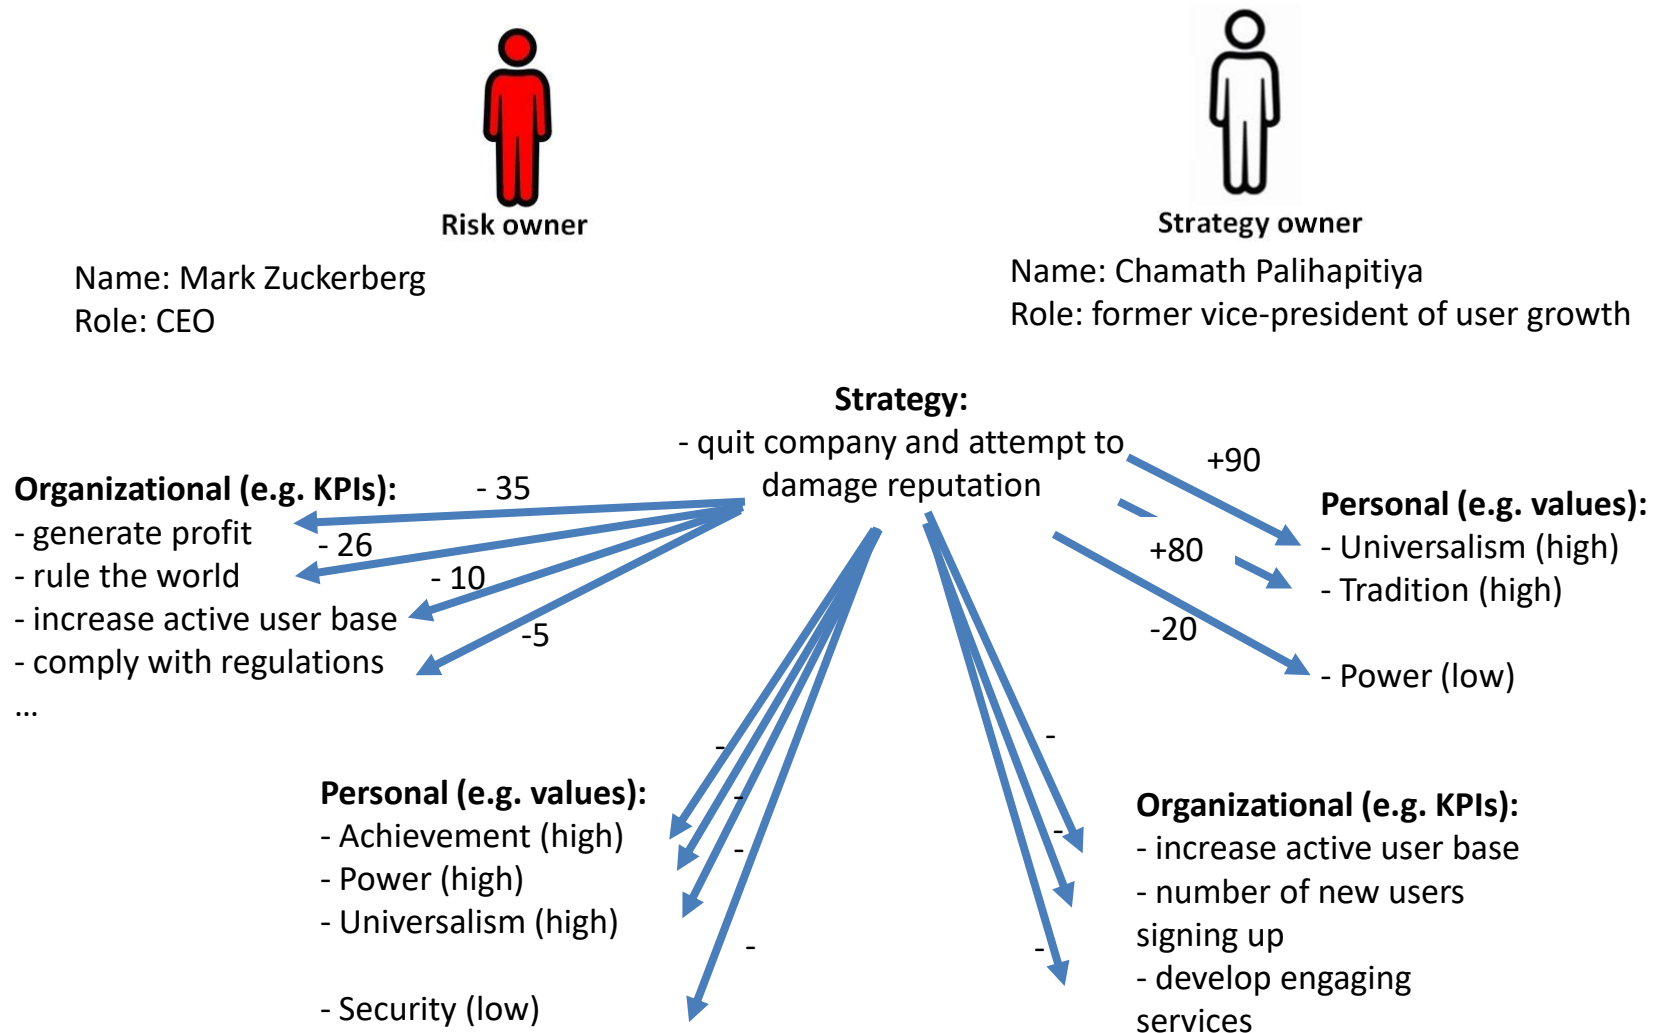 Risk owner
Name: Mark Zuckerberg
Role: CEO
Strategy owner
Name: Chamath Palihapitiya
Role: former vice-president of user growth
Strategy:
- quit company and attempt to
damage reputation
Organizational (e.g. KPIs):
- generate profit
- rule the world
- increase active user base
- comply with regulations
...
- 35
- 26
- 10
-5
+90
+80
-20
Personal (e.g. values):
- Universalism (high)
- Tradition (high)
- Power (low)
Personal (e.g. values):
- Achievement (high)
- Power (high)
- Universalism (high)
- Security (low)
-
-
-
-
-
-
-
Organizational (e.g. KPIs):
- increase active user base
- number of new users
signing up
- develop engaging
services